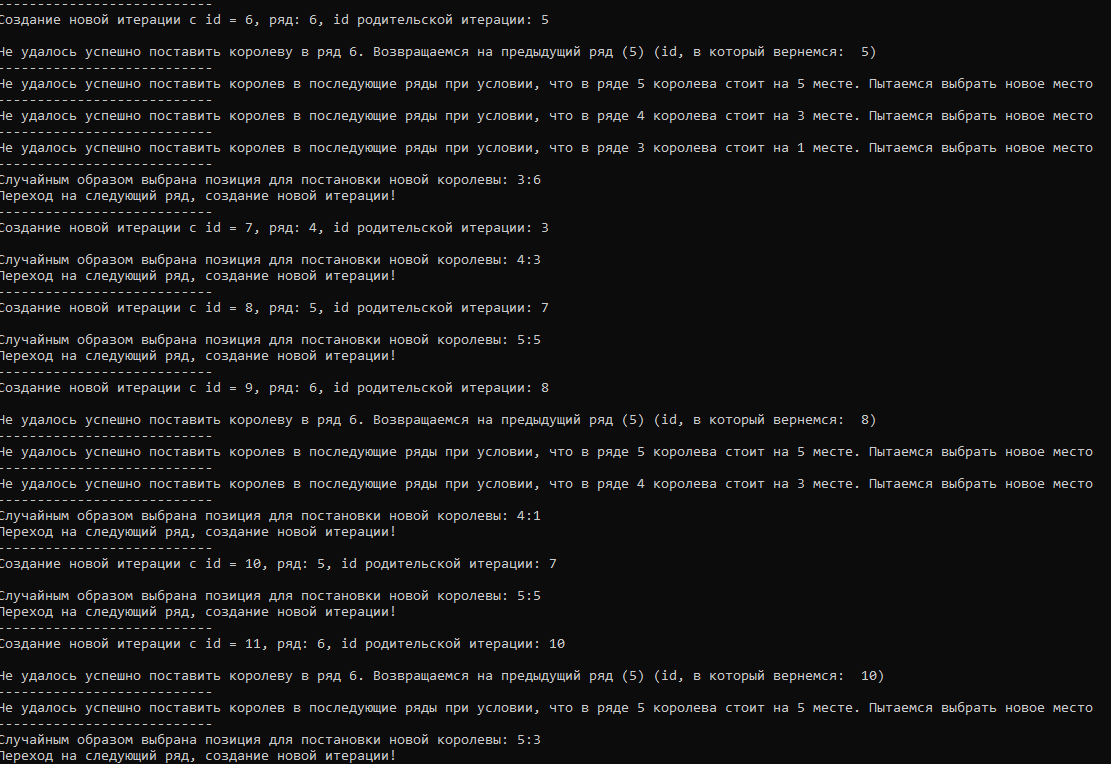 ---------------------------
Создание новой итерации с id = 6, ряд: 6, id родительской итерации: 5
Не удалось успешно поставить королеву в ряд 6. Возвращаемся на предыдущий ряд (5) (id, в который вернемся:  5)
---------------------------
Не удалось успешно поставить королев в последующие ряды при условии, что в ряде 5 королева стоит на 5 месте. Пытаемся выбрать новое место
---------------------------
Не удалось успешно поставить королев в последующие ряды при условии, что в ряде 4 королева стоит на 3 месте. Пытаемся выбрать новое место
---------------------------
Не удалось успешно поставить королев в последующие ряды при условии, что в ряде 3 королева стоит на 1 месте. Пытаемся выбрать новое место
---------------------------
Случайным образом выбрана позиция для постановки новой королевы: 3:6
Переход на следующий ряд, создание новой итерации!
---------------------------
Создание новой итерации с id = 7, ряд: 4, id родительской итерации: 3
Случайным образом выбрана позиция для постановки новой королевы: 4:3
Переход на следующий ряд, создание новой итерации!
---------------------------
Создание новой итерации с id = 8, ряд: 5, id родительской итерации: 7
Случайным образом выбрана позиция для постановки новой королевы: 5:5
Переход на следующий ряд, создание новой итерации!
---------------------------
Создание новой итерации с id = 9, ряд: 6, id родительской итерации: 8
Не удалось успешно поставить королеву в ряд 6. Возвращаемся на предыдущий ряд (5) (id, в который вернемся:  8)
---------------------------
Не удалось успешно поставить королев в последующие ряды при условии, что в ряде 5 королева стоит на 5 месте. Пытаемся выбрать новое место
---------------------------
Не удалось успешно поставить королев в последующие ряды при условии, что в ряде 4 королева стоит на 3 месте. Пытаемся выбрать новое место
---------------------------
Случайным образом выбрана позиция для постановки новой королевы: 4:1
Переход на следующий ряд, создание новой итерации!
---------------------------
Создание новой итерации с id = 10, ряд: 5, id родительской итерации: 7
Случайным образом выбрана позиция для постановки новой королевы: 5:5
Переход на следующий ряд, создание новой итерации!
---------------------------
Создание новой итерации с id = 11, ряд: 6, id родительской итерации: 10
Не удалось успешно поставить королеву в ряд 6. Возвращаемся на предыдущий ряд (5) (id, в который вернемся:  10)
---------------------------
Не удалось успешно поставить королев в последующие ряды при условии, что в ряде 5 королева стоит на 5 месте. Пытаемся выбрать новое место
---------------------------
Случайным образом выбрана позиция для постановки новой королевы: 5:3
Переход на следующий ряд, создание новой итерации!